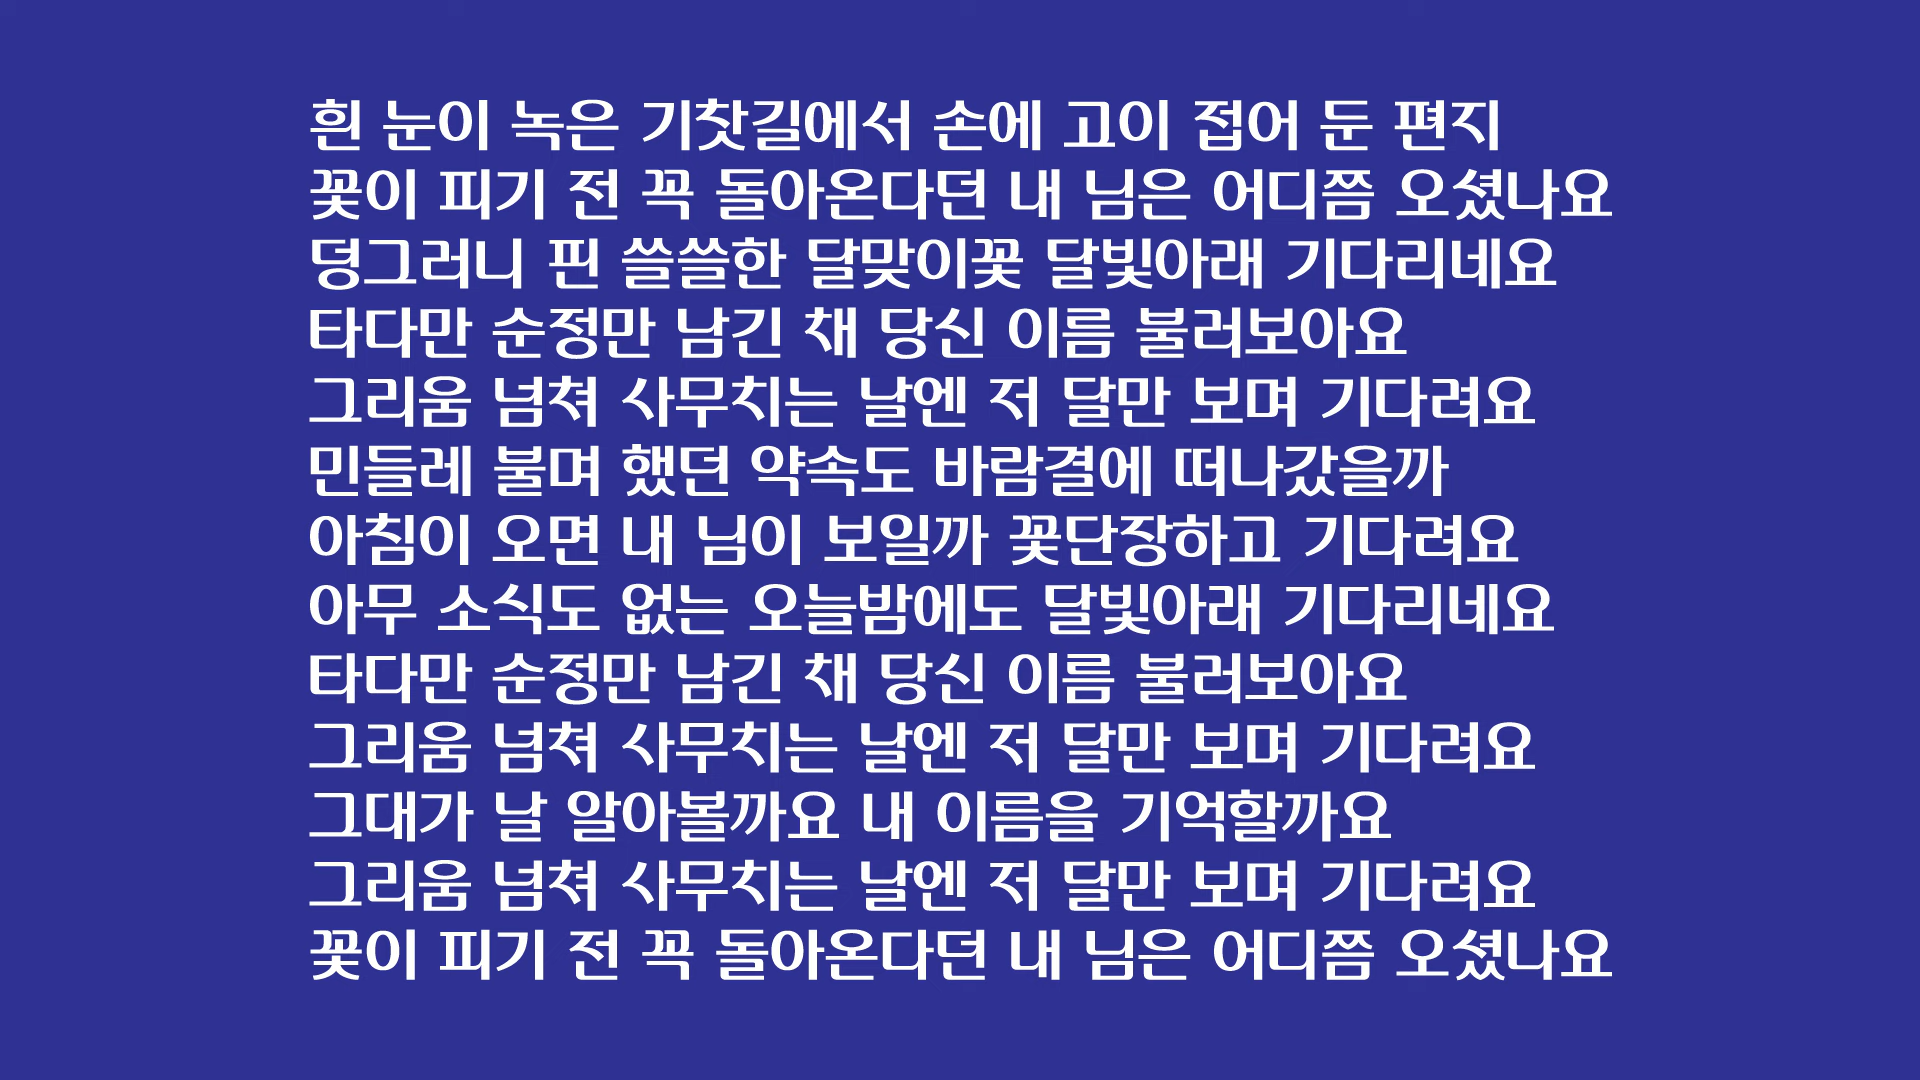 흰 눈이 녹은 기찻길에서 손에 고이 접어 둔 편지
꽃이 피기 전 꼭 돌아온다던 내 님은 어디쯤 오셨나요
덩그러니 핀 쓸쓸한 달맞이꽃 달빛아래 기다리네요
타다만 순정만 남긴 채 당신 이름 불러보아요
그리움 넘쳐 사무치는 날엔 저 달만 보며 기다려요
민들레 불며 했던 약속도 바람결에 떠나갔을까
아침이 오면 내 님이 보일까 꽃단장하고 기다려요
아무 소식도 없는 오늘밤에도 달빛아래 기다리네요
타다만 순정만 남긴 채 당신 이름 불러보아요
그리움 넘쳐 사무치는 날엔 저 달만 보며 기다려요
그대가 날 알아볼까요 내 이름을 기억할까요
그리움 넘쳐 사무치는 날엔 저 달만 보며 기다려요
꽃이 피기 전 꼭 돌아온다던 내 님은 어디쯤 오셨나요